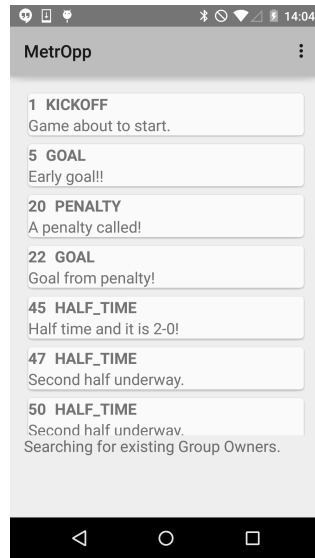 14:04
MetrOpp
1 KICKOFF
Game about to start.
5 GOAL
Early goal!!
20 PENALTY
A penalty called!
22 GOAL
Goal from penalty!
45 HALF_TIME
Half time and it is 2-0!
47 HALF_TIME
Second half underway.
50 HALF_TIME
Second half underway.
Searching for existing Group Owners.